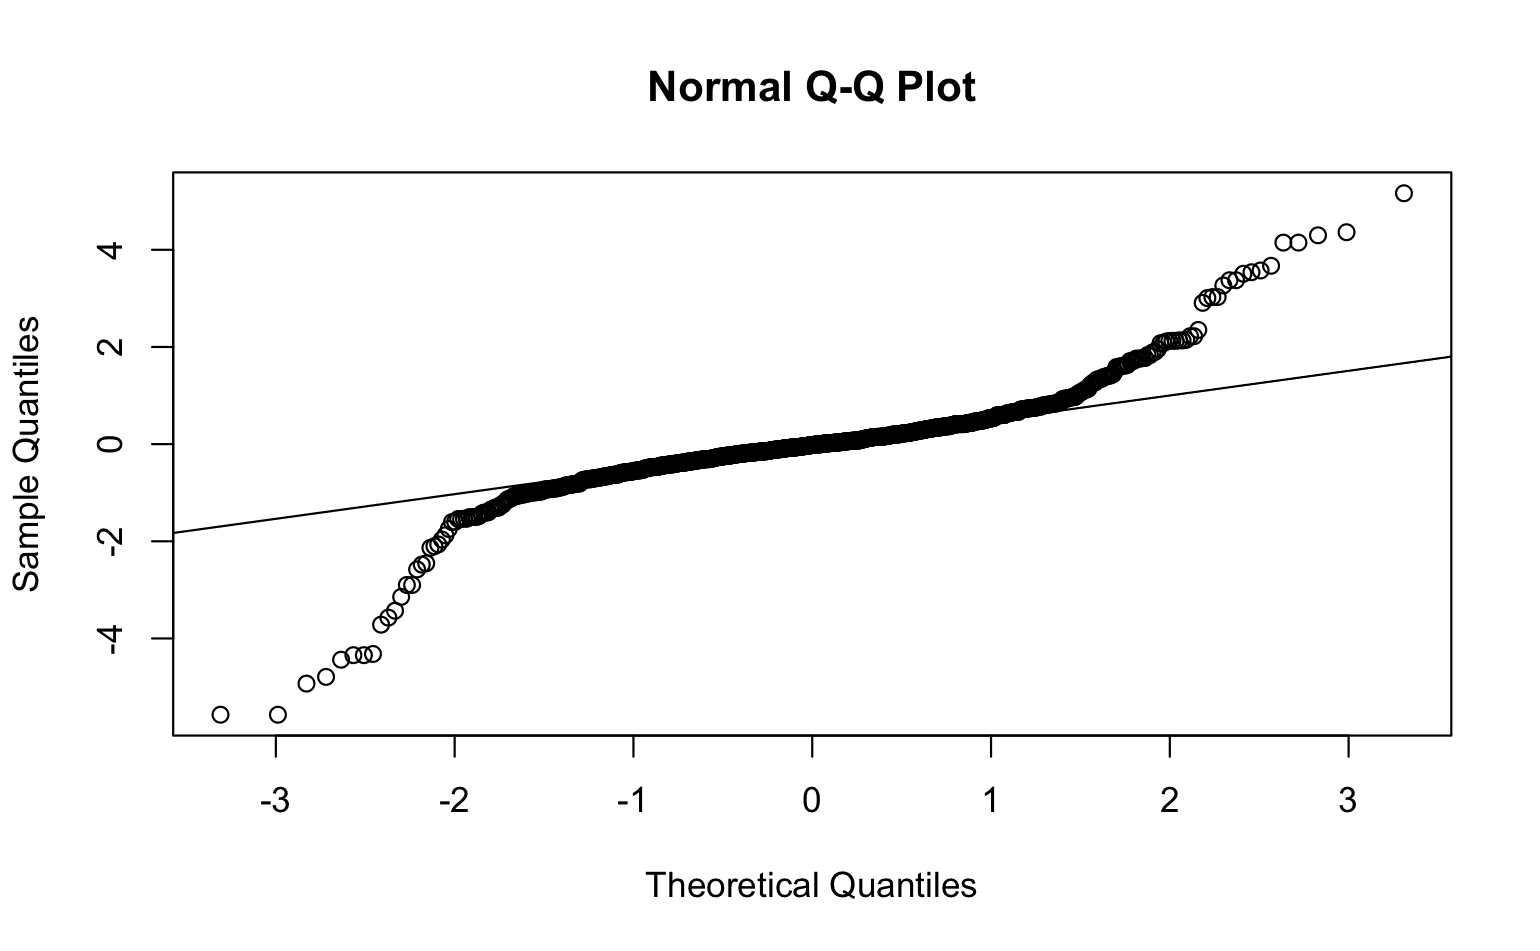 Normal Q-Q Plot
Sample Quantiles
4
2
0
-2
-4
-3 -2 -1 0 1 2 3
Theoretical Quantiles